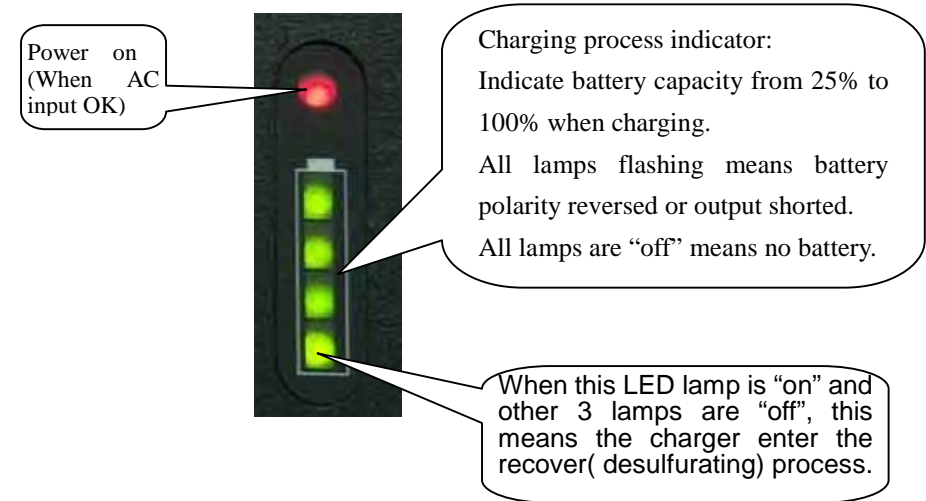 Power on
(When AC
input OK)
Charging process indicator:
Indicate battery capacity from 25% to
100% when charging.
All lamps flashing means battery
polarity reversed or output shorted.
All lamps are “off” means no battery.
When this LED lamp is “on” and
other 3 lamps are “off”, this
means the charger enter the
recover( desulfurating) process.